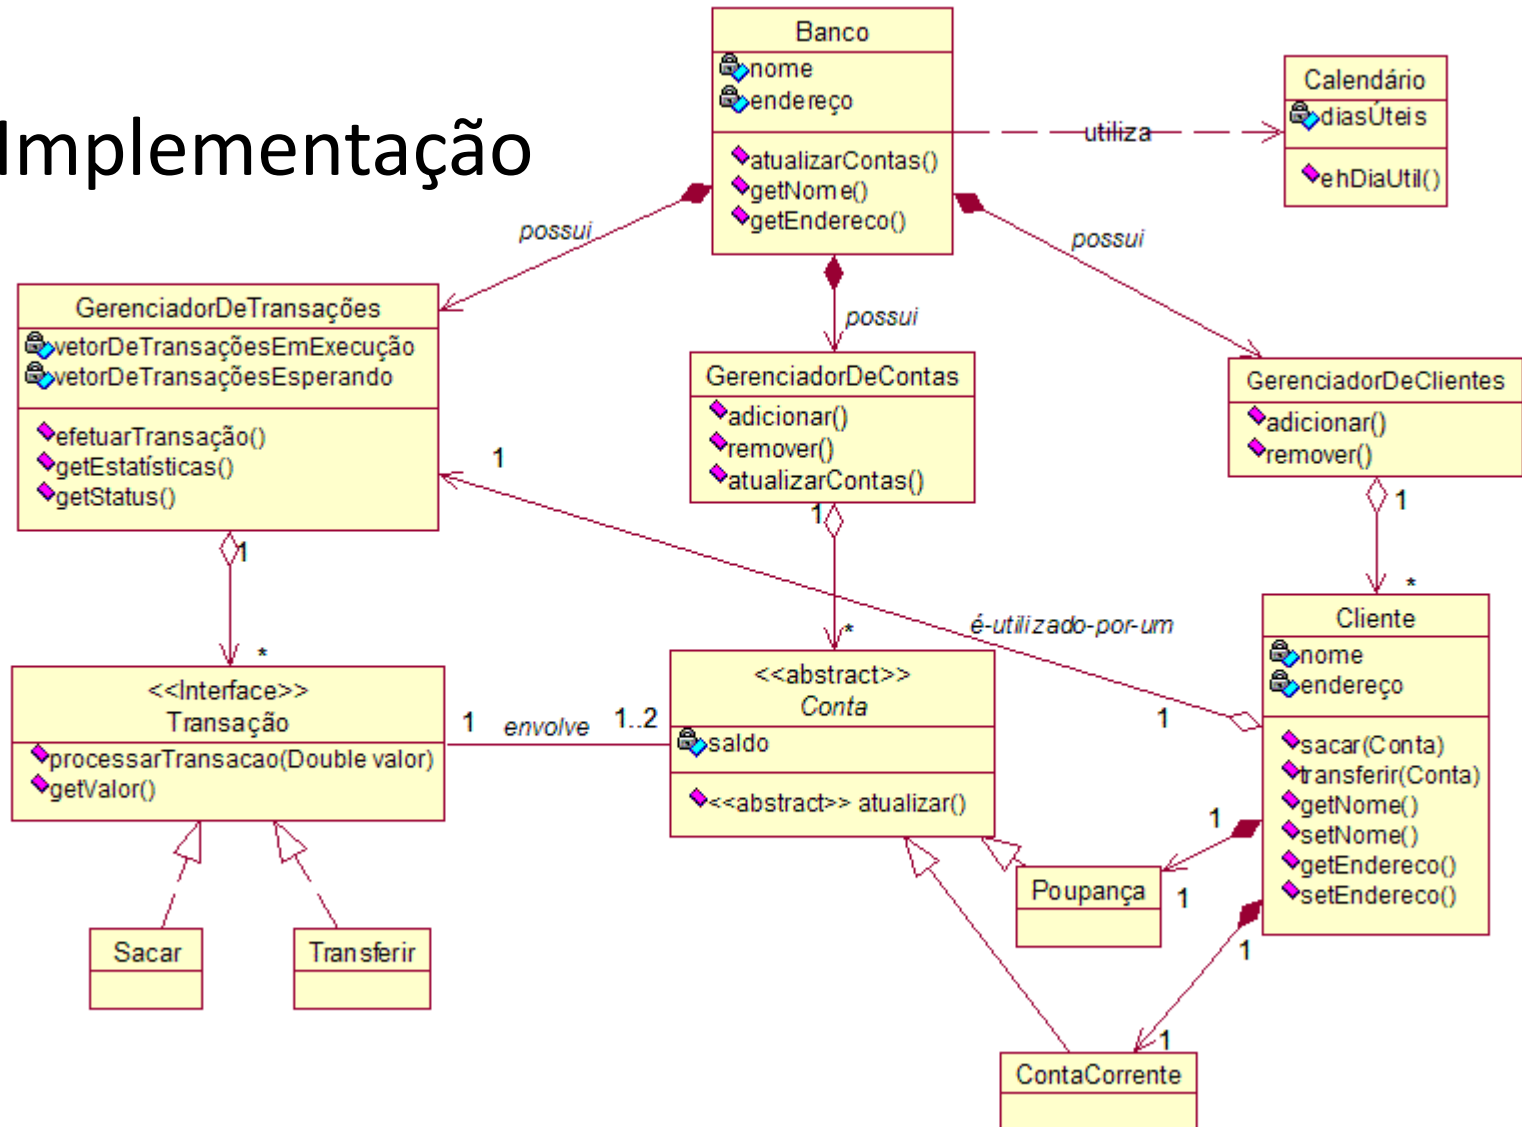 Implementação
Banco
nome
endereço
atualizarContas()
getNome()
getEndereco()
utiliza
Calendário
diasÚteis
ehDiaUtil()
possui
possui
possui
GerenciadorDeTransações
vetorDeTransaçõesEmExecução
vetorDeTransaçõesEsperando
efetuarTransação()
getEstatísticas()
getStatus()
GerenciadorDeContas
adicionar()
remover()
atualizarContas()
GerenciadorDeClientes
adicionar()
remover()
1
1
1
1
*
*
*
é-utilizado-por-um
1
<<Interface>>
Transação
processarTransacao(Double valor)
getValor()
1 envolve 1..2
<<abstract>>
Conta
saldo
<<abstract>> atualizar()
Cliente
nome
endereço
sacar(Conta)
transferir(Conta)
getNome()
setNome()
getEndereco()
setEndereco()
1
1
1
1
Sacar
Transferir
Poupança
ContaCorrente